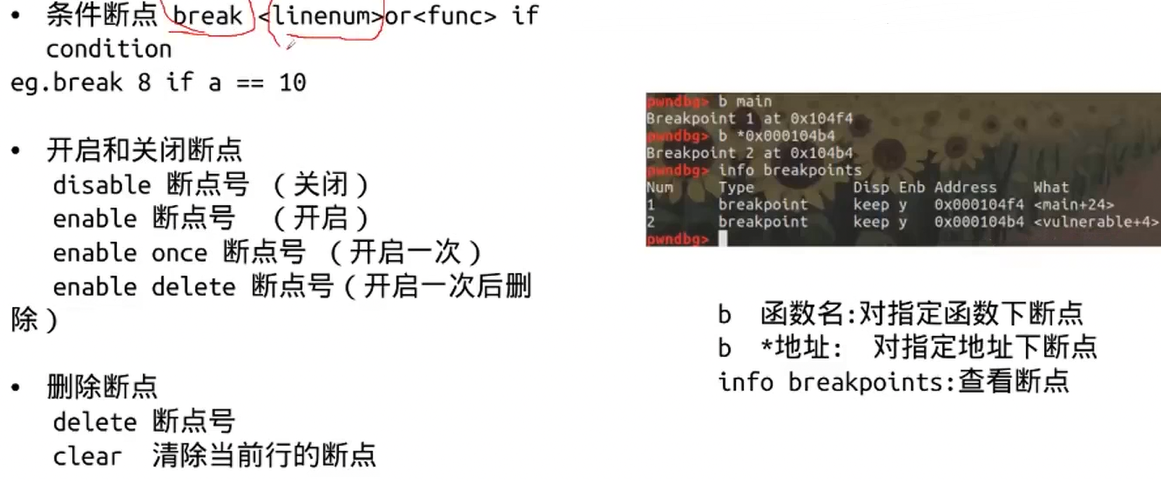 • 条件断点 break <linenum>or<func> if
condition
eg.break 8 if a == 10
• 开启和关闭断点
disable 断点号 （关闭）
enable 断点号 （开启）
enable once 断点号 （开启一次）
enable delete 断点号（开启一次后删
除）
• 删除断点
delete 断点号
clear 清除当前行的断点
pwndbg> b main
Breakpoint 1 at 0x104f4
pwndbg> b *0x000104b4
Breakpoint 2 at 0x104b4
pwndbg> info breakpoints
Num Type Disp Enb Address What
1 breakpoint keep y 0x000104f4 <main+24>
2 breakpoint keep y 0x000104b4 <vulnerable+4>
pwndbg>
b 函数名:对指定函数下断点
b *地址: 对指定地址下断点
info breakpoints:查看断点